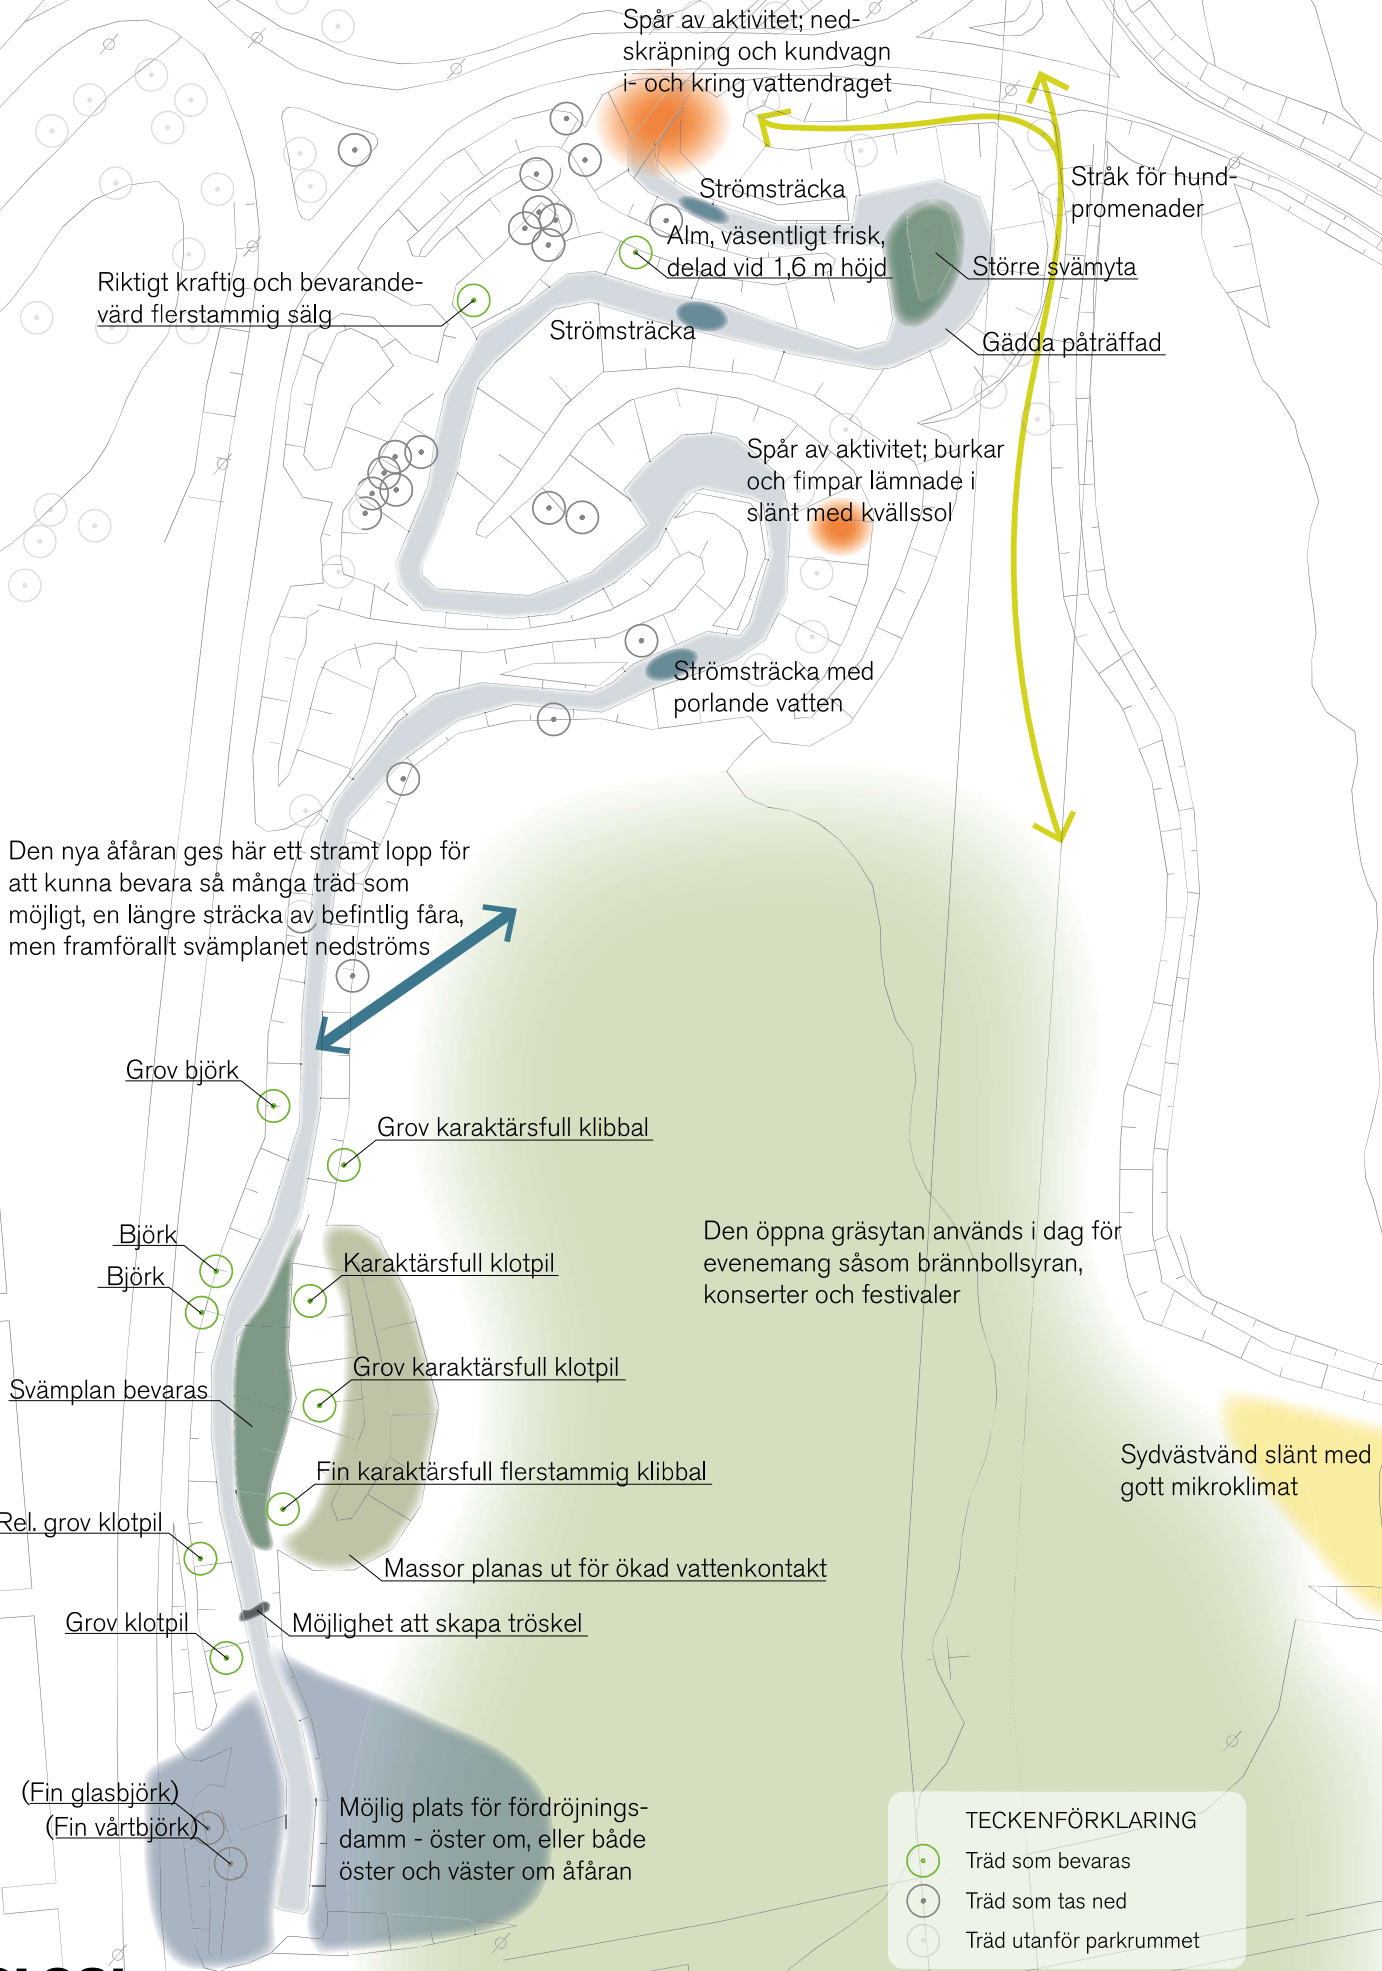 Spår av aktivitet; ned-
skräpning och kundvagn
i- och kring vattendraget
Stråk för hund-
promenader
Strömsträcka
Alm, väsentligt frisk,
delad vid 1,6 m höjd
Större svämyta
Riktigt kraftig och bevarande-
värd flerstammig sälg
Strömsträcka
Gädda påträffad
Spår av aktivitet; burkar
och fimpar lämnade i
slänt med kvällssol
Strömsträcka med
porlande vatten
Den nya åfåran ges här ett stramt lopp för
att kunna bevara så många träd som
möjligt, en längre sträcka av befintlig fåra,
men framförallt svämplanet nedströms
Grov björk
Grov karaktärsfull klibbal
Björk
Björk
Karaktärsfull klotpil
Den öppna gräsytan används i dag för
evenemang såsom brännbollsyran,
konserter och festivaler
Grov karaktärsfull klotpil
Svämplan bevaras
Fin karaktärsfull flerstammig klibbal
Sydvästvänd slänt med
gott mikroklimat
Rel. grov klotpil
Massor planas ut för ökad vattenkontakt
Grov klotpil
Möjlighet att skapa tröskel
(Fin glasbjörk)
(Fin vårtbjörk)
Möjlig plats för fördröjnings-
damm - öster om, eller både
öster och väster om åfåran
TECKENFÖRKLARING
Träd som bevaras
Träd som tas ned
Träd utanför parkrummet